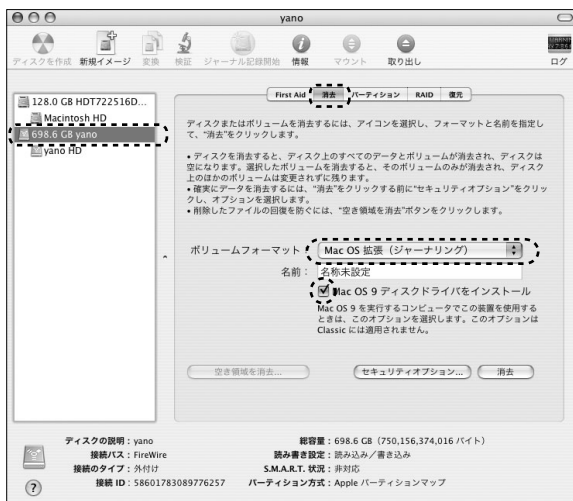 yano
ディスクを作成 新規イメージ 変換 検証 ジャーナル記録開始 情報 マウント 取り出し ログ
128.0 GB HDT722516D...
Macintosh HD
698.6 GB yano
yano HD
First Aid 消去 パーティション RAID 復元
ディスクまたはボリュームを消去するには、アイコンを選択し、フォーマットと名前を指定し
て、“消去”をクリックします。
• ディスクを消去すると、ディスク上のすべてのデータとボリュームが消去され、ディスクは
空になります。選択したボリュームを消去すると、そのボリュームのみが消去され、ディスク
上のほかのボリュームは変更されずに残ります。
• 確実にデータを消去するには、“消去”をクリックする前に“セキュリティオプション”をクリッ
クし、オプションを選択します。
• 削除したファイルの回復を防ぐには、“空き領域を消去”ボタンをクリックします。
ボリュームフォーマット： Mac OS 拡張（ジャーナリング）
名前： 名称未設定
Mac OS 9 ディスクドライバをインストール
Mac OS 9 を実行するコンピュータでこの装置を使用する
ときは、このオプションを選択します。このオプションは
Classic には適用されません。
空き領域を消去... セキュリティオプション... 消去
ディスクの説明：yano
接続バス：FireWire
接続のタイプ：外付け
接続 ID：58601783089776257
総容量：698.6 GB（750,156,374,016 バイト）
読み書き設定：読み込み／書き込み
S.M.A.R.T. 状況：非対応
パーティション方式：Apple パーティションマップ
?